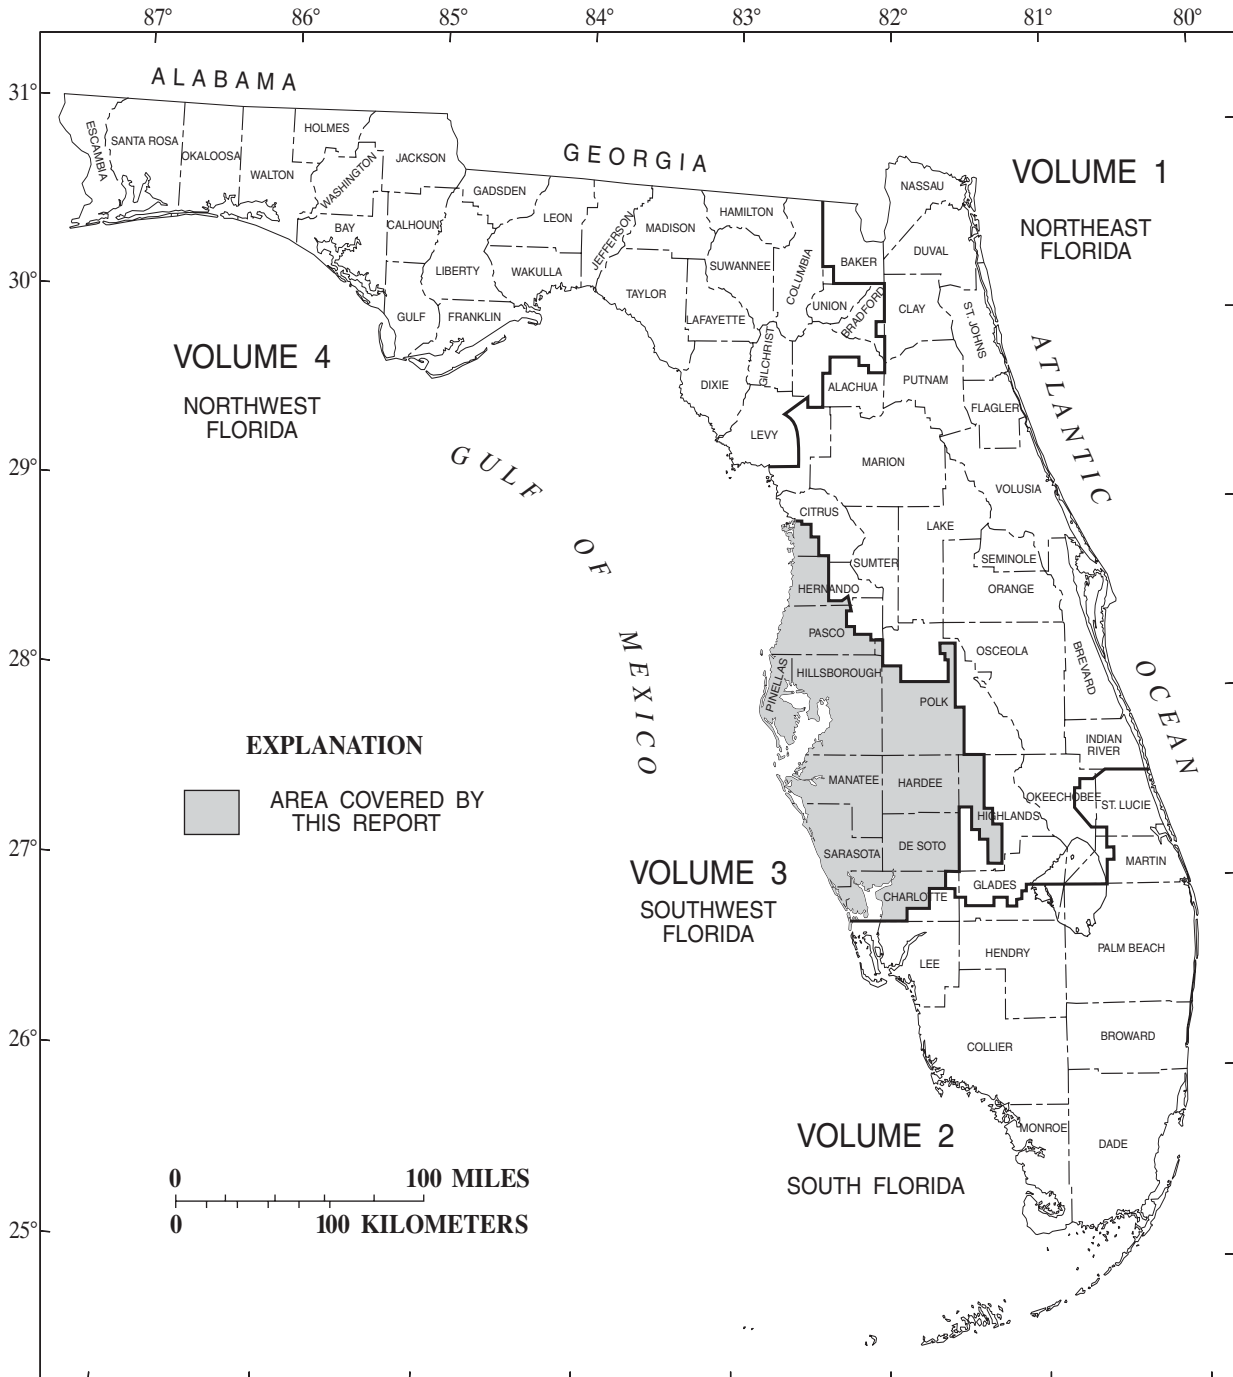 87° 86° 85° 84° 83° 82° 81° 80°
ALABAMA
31°
GEORGIA
VOLUME 1
NORTHEAST
FLORIDA
ESCAMBIA
SANTA ROSA
OKALOOSA
WALTON
HOLMES
WASHINGTON
JACKSON
BAY
CALHOUN
GADSDEN
LEON
LIBERTY
WAKULLA
GULF
FRANKLIN
JEFFERSON
MADISON
HAMILTON
SUWANNEE
TAYLOR
LAFAYETTE
COLUMBIA
BAKER
NASSAU
DUVAL
UNION
BRADFORD
CLAY
ST. JOHNS
30°
VOLUME 4
NORTHWEST
FLORIDA
DIXIE
GILCHRIST
ALACHUA
PUTNAM
FLAGLER
LEVY
MARION
VOLUSIA
29°
GULF
OF
MEXICO
ATLANTIC
OCEAN
CITRUS
SUMTER
LAKE
SEMINOLE
ORANGE
HERNANDO
PASCO
OSCEOLA
BREVARD
28°
PINELLAS
HILLSBOROUGH
POLK
INDIAN
RIVER
EXPLANATION
AREA COVERED BY
THIS REPORT
MANATEE
HARDEE
HIGHLANDS
OKEECHOBEE
ST. LUCIE
27°
SARASOTA
DE SOTO
MARTIN
VOLUME 3
SOUTHWEST
FLORIDA
CHARLOTTE
GLADES
LEE
HENDRY
PALM BEACH
26°
COLLIER
BROWARD
VOLUME 2
SOUTH FLORIDA
MONROE
DADE
0 100 MILES
0 100 KILOMETERS
25°